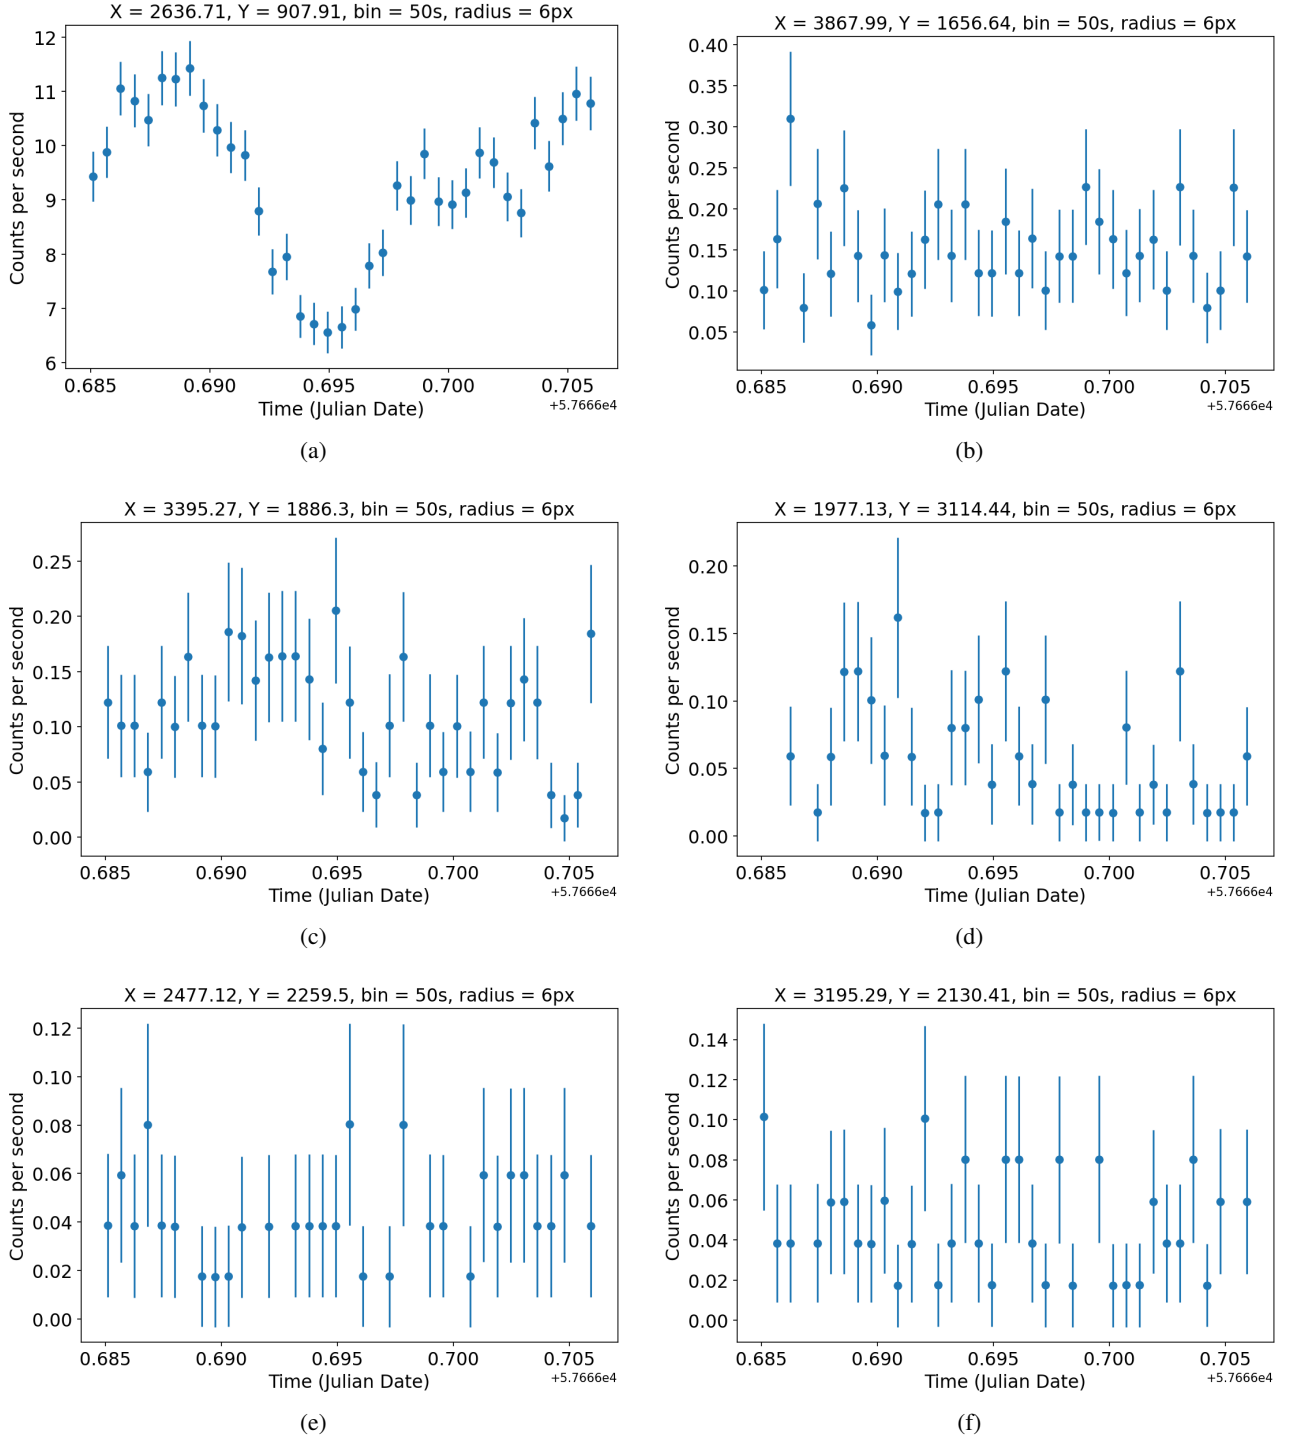 X = 2636.71, Y = 907.91, bin = 50s, radius = 6px
12
11
10
9
8
7
6
Counts per second
0.685 0.690 0.695 0.700 0.705
Time (Julian Date)
+5.7666e4
(a)
X = 3867.99, Y = 1656.64, bin = 50s, radius = 6px
0.40
0.35
0.30
0.25
0.20
0.15
0.10
0.05
Counts per second
0.685 0.690 0.695 0.700 0.705
Time (Julian Date)
+5.7666e4
(b)
X = 3395.27, Y = 1886.3, bin = 50s, radius = 6px
0.25
0.20
0.15
0.10
0.05
0.00
Counts per second
0.685 0.690 0.695 0.700 0.705
Time (Julian Date)
+5.7666e4
(c)
X = 1977.13, Y = 3114.44, bin = 50s, radius = 6px
0.20
0.15
0.10
0.05
0.00
Counts per second
0.685 0.690 0.695 0.700 0.705
Time (Julian Date)
+5.7666e4
(d)
X = 2477.12, Y = 2259.5, bin = 50s, radius = 6px
0.12
0.10
0.08
0.06
0.04
0.02
0.00
Counts per second
0.685 0.690 0.695 0.700 0.705
Time (Julian Date)
+5.7666e4
(e)
X = 3195.29, Y = 2130.41, bin = 50s, radius = 6px
0.14
0.12
0.10
0.08
0.06
0.04
0.02
0.00
Counts per second
0.685 0.690 0.695 0.700 0.705
Time (Julian Date)
+5.7666e4
(f)